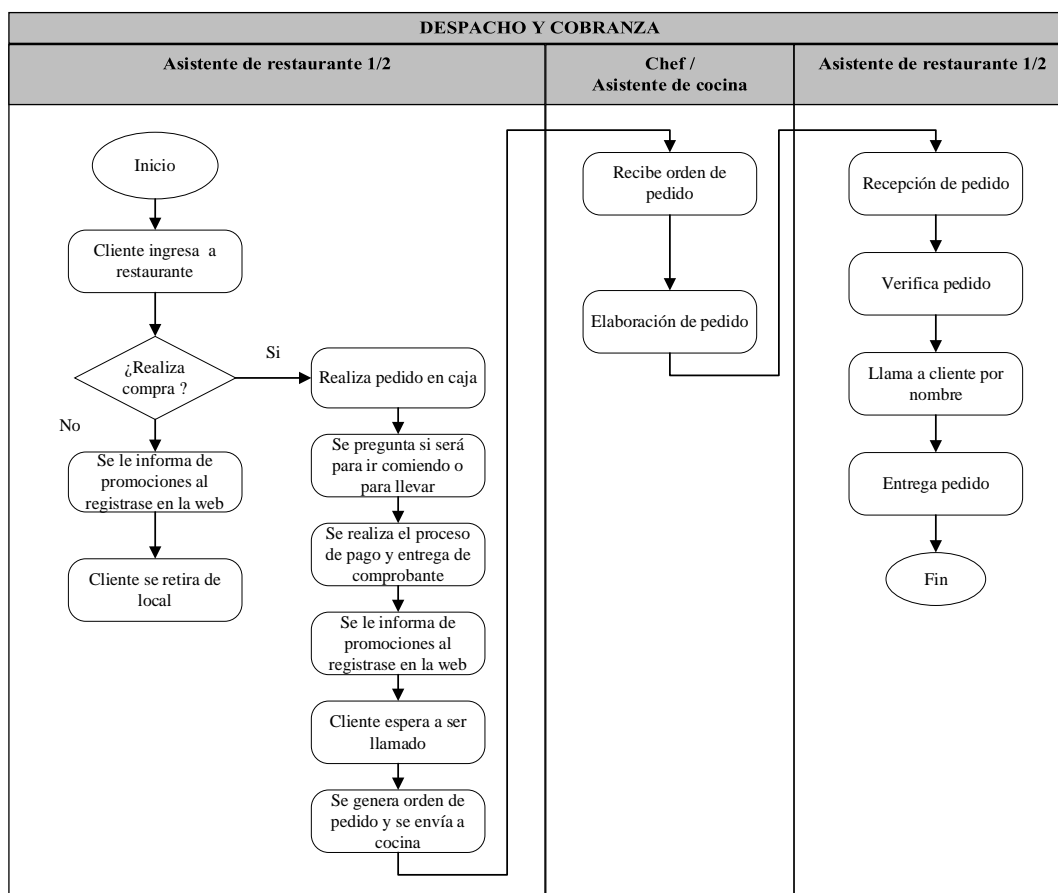 DESPACHO Y COBRANZA
Asistente de restaurante 1/2
Chef /
Asistente de cocina
Asistente de restaurante 1/2
Inicio
Cliente ingresa a
restaurante
¿Realiza
compra ?
Si
No
Se le informa de
promociones al
registrase en la web
Cliente se retira de
local
Realiza pedido en caja
Se pregunta si será
para ir comiendo o
para llevar
Se realiza el proceso
de pago y entrega de
comprobante
Se le informa de
promociones al
registrase en la web
Cliente espera a ser
llamado
Se genera orden de
pedido y se envía a
cocina
Recibe orden de
pedido
Elaboración de pedido
Recepción de pedido
Verifica pedido
Llama a cliente por
nombre
Entrega pedido
Fin